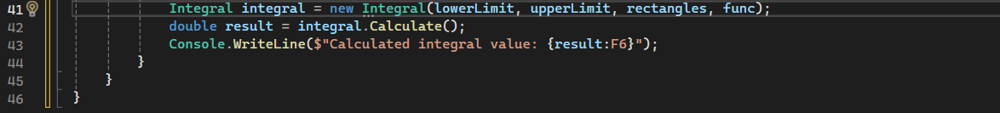 41 Integral integral = new Integral(lowerLimit, upperLimit, rectangles, func);
42 double result = integral.Calculate();
43 Console.WriteLine($"Calculated integral value: {result:F6}");
44 }
45 }
46 }